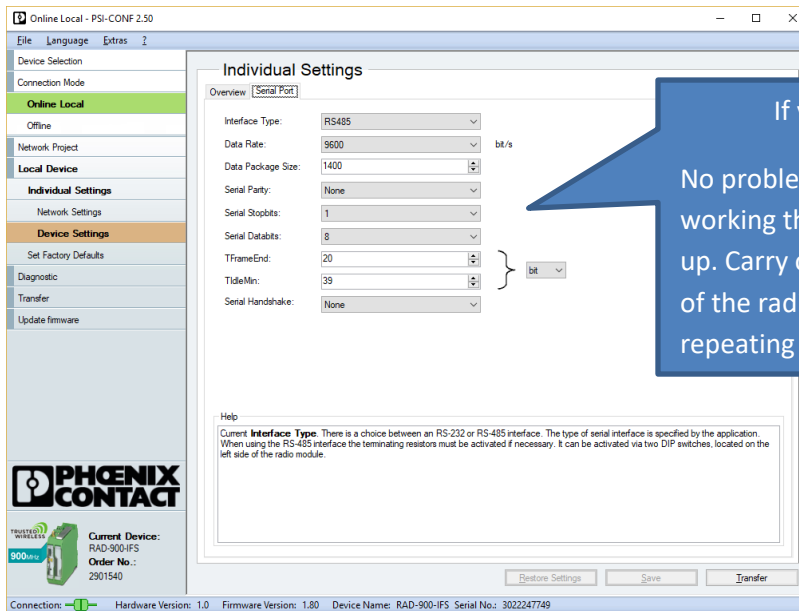 Online Local - PSI-CONF 2.50
File Language Extras ?
Device Selection
Connection Mode
Online Local
Offline
Network Project
Local Device
Individual Settings
Network Settings
Device Settings
Set Factory Defaults
Diagnostic
Transfer
Update firmware
PHŒNIX
CONTACT
TRUSTED
WIRELESS
900MHz
Current Device:
RAD-900-IFS
Order No.:
2901540
Individual Settings
Overview Serial Port
Interface Type: RS485
Data Rate: 9600 bit/s
Data Package Size: 1400
Serial Parity: None
Serial Stopbits: 1
Serial Databits: 8
TFrameEnd: 20
TIdleMin: 39
bit
Serial Handshake: None
If
No proble
working th
up. Carry
of the rad
repeating
Help
Current Interface Type. There is a choice between an RS-232 or RS-485 interface. The type of serial interface is specified by the application.
When using the RS-485 interface the terminating resistors must be activated if necessary. It can be activated via two DIP switches, located on the
left side of the radio module.
Restore Settings Save Transfer
Connection: Hardware Version: 1.0 Firmware Version: 1.80 Device Name: RAD-900-IFS Serial No.: 3022247749